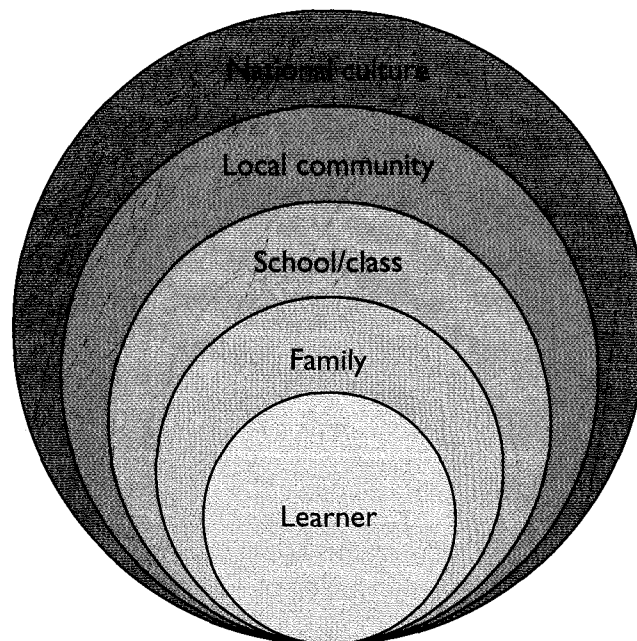 National culture
Local community
School/class
Family
Learner